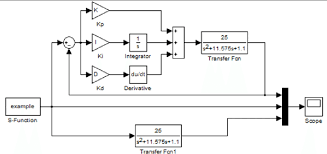 K
Kp
I
Ki
1
s
Integrator
D
Kd
du/dt
Derivative
+
+
+
25
s²+11.575s+1.1
Transfer Fcn
example
S-Function
25
s²+11.575s+1.1
Transfer Fcn1
Scope